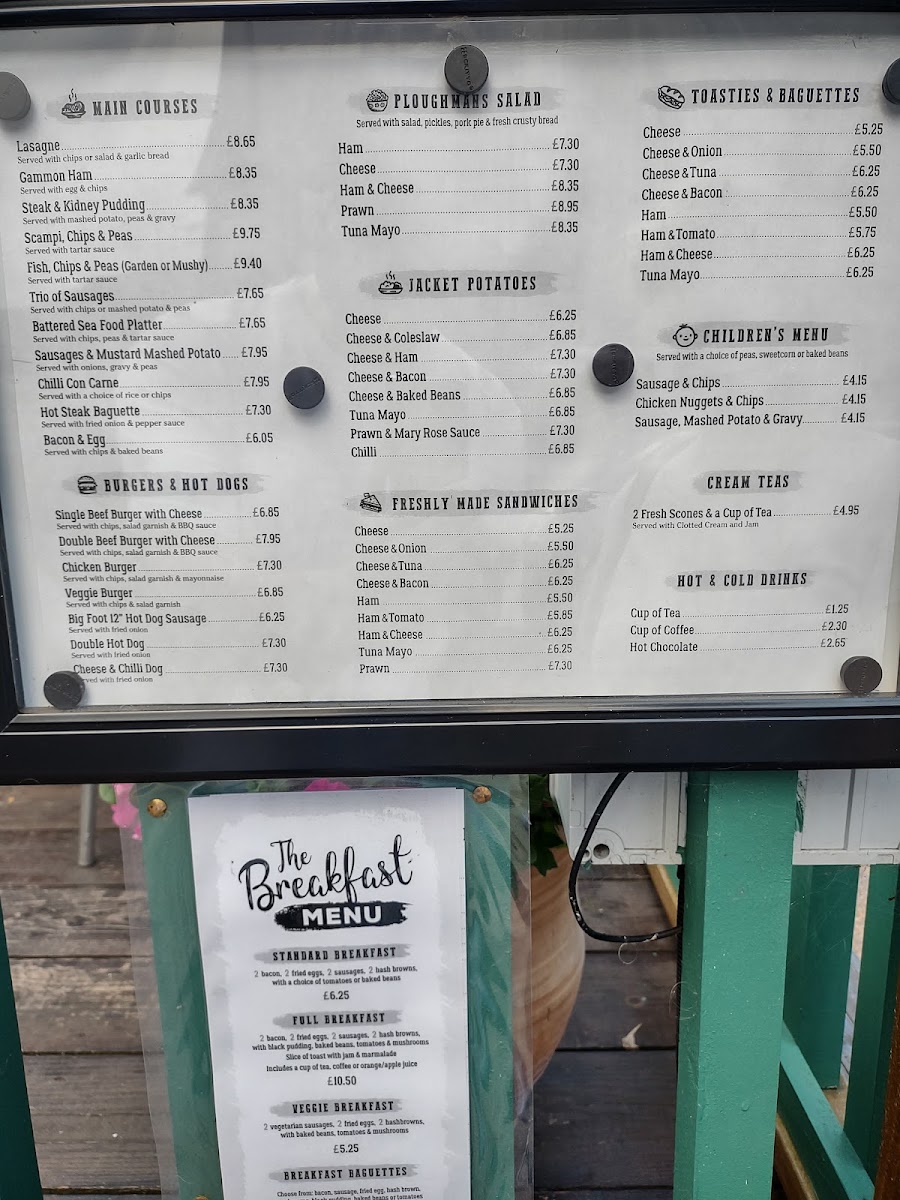 MAIN COURSES
Lasagne £8.65
Served with chips or salad & garlic bread
Gammon Ham £8.35
Served with egg & chips
Steak & Kidney Pudding £8.35
Served with mashed potato, peas & gravy
Scampi, Chips & Peas £9.75
Served with tartar sauce
Fish, Chips & Peas (Garden or Mushy) £9.40
Served with tartar sauce
Trio of Sausages £7.65
Served with chips or mashed potato & peas
Battered Sea Food Platter £7.65
Served with chips, peas & tartar sauce
Sausages & Mustard Mashed Potato £7.95
Served with onions, gravy & peas
Chilli Con Carne £7.95
Served with a choice of rice or chips
Hot Steak Baguette £7.30
Served with fried onion & pepper sauce
Bacon & Egg £6.05
Served with chips & baked beans
BURGERS & HOT DOGS
Single Beef Burger with Cheese £6.85
Served with chips, salad garnish & BBQ sauce
Double Beef Burger with Cheese £7.95
Served with chips, salad garnish & BBQ sauce
Chicken Burger £7.30
Served with chips, salad garnish & mayonnaise
Veggie Burger £6.85
Served with chips & salad garnish
Big Foot 12" Hot Dog Sausage £6.25
Served with fried onion
Double Hot Dog £7.30
Served with fried onion
Cheese & Chilli Dog £7.30
with fried onion
PLOUGHMANS SALAD
Served with salad, pickles, pork pie & fresh crusty bread
Ham £7.30
Cheese £7.30
Ham & Cheese £8.35
Prawn £8.95
Tuna Mayo £8.35
JACKET POTATOES
Cheese £6.25
Cheese & Coleslaw £6.85
Cheese & Ham £7.30
Cheese & Bacon £7.30
Cheese & Baked Beans £6.85
Tuna Mayo £6.85
Prawn & Mary Rose Sauce £7.30
Chilli £6.85
FRESHLY MADE SANDWICHES
Cheese £5.25
Cheese & Onion £5.50
Cheese & Tuna £6.25
Cheese & Bacon £6.25
Ham £5.50
Ham & Tomato £5.85
Ham & Cheese £6.25
Tuna Mayo £6.25
Prawn £7.30
TOASTIES & BAGUETTES
Cheese £5.25
Cheese & Onion £5.50
Cheese & Tuna £6.25
Cheese & Bacon £6.25
Ham £5.50
Ham & Tomato £5.75
Ham & Cheese £6.25
Tuna Mayo £6.25
CHILDREN'S MENU
Served with a choice of peas, sweetcorn or baked beans
Sausage & Chips £4.15
Chicken Nuggets & Chips £4.15
Sausage, Mashed Potato & Gravy £4.15
CREAM TEAS
2 Fresh Scones & a Cup of Tea £4.95
Served with Clotted Cream and Jam
HOT & COLD DRINKS
Cup of Tea £1.25
Cup of Coffee £2.30
Hot Chocolate £2.65
The
Breakfast
MENU
STANDARD BREAKFAST
2 bacon, 2 fried eggs, 2 sausages, 2 hash browns,
with a choice of tomatoes or baked beans
£6.25
FULL BREAKFAST
2 bacon, 2 fried eggs, 2 sausages, 2 hash browns,
with black pudding, baked beans, tomatoes & mushrooms
Slice of toast with jam & marmalade
Includes a cup of tea, coffee or orange/apple juice
£10.50
VEGGIE BREAKFAST
2 vegetarian sausages, 2 fried eggs, 2 hashbrowns,
with baked beans, tomatoes & mushrooms
£5.25
BREAKFAST BAGUETTES
Choose from: bacon, sausage, fried egg, hash brown,
black pudding, baked beans or tomatoes